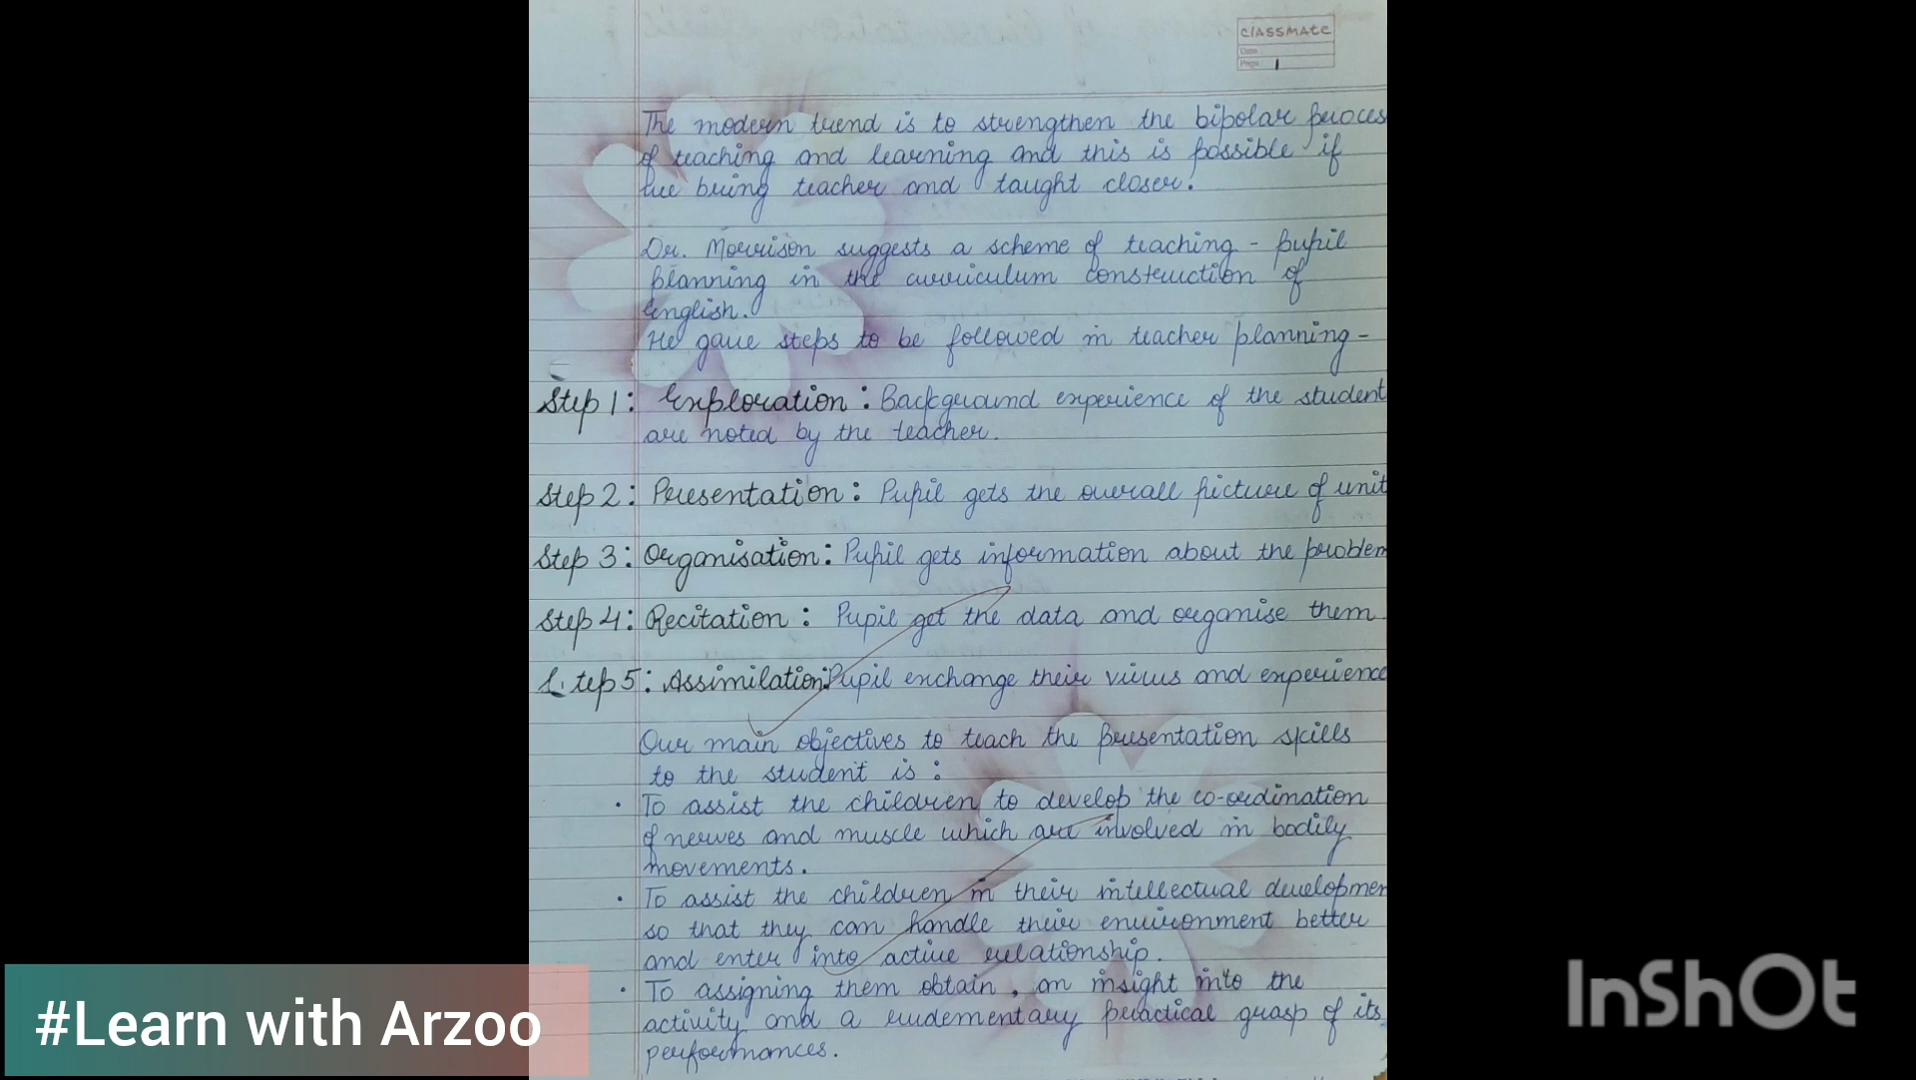 CLASSMATE
Date
Page 1
The modern trend is to strengthen the bipolar proces
of teaching and learning and this is possible if
we bring teacher and taught closer.
Dr. Morrison suggests a scheme of teaching - pupil
planning in the curriculum construction of
English.
He gave steps to be followed in teacher planning -
Step 1: Exploration: Background experience of the student
are noted by the teacher.
Step 2: Presentation: Pupil gets the overall picture of unit
Step 3: Organisation: Pupil gets information about the problem
Step 4: Recitation: Pupil get the data and organise them
Step 5: Assimilation: Pupil exchange their views and experience
Our main objectives to teach the presentation skills
to the student is:
• To assist the children to develop the co-ordination
of nerves and muscle which are involved in bodily
movements.
• To assist the children in their intellectual developmen
so that they can handle their environment better
and enter into active relationship.
• To assigning them obtain, an insight into the
activity and a rudementary practical grasp of its
performances.
#Learn with Arzoo
InShOt